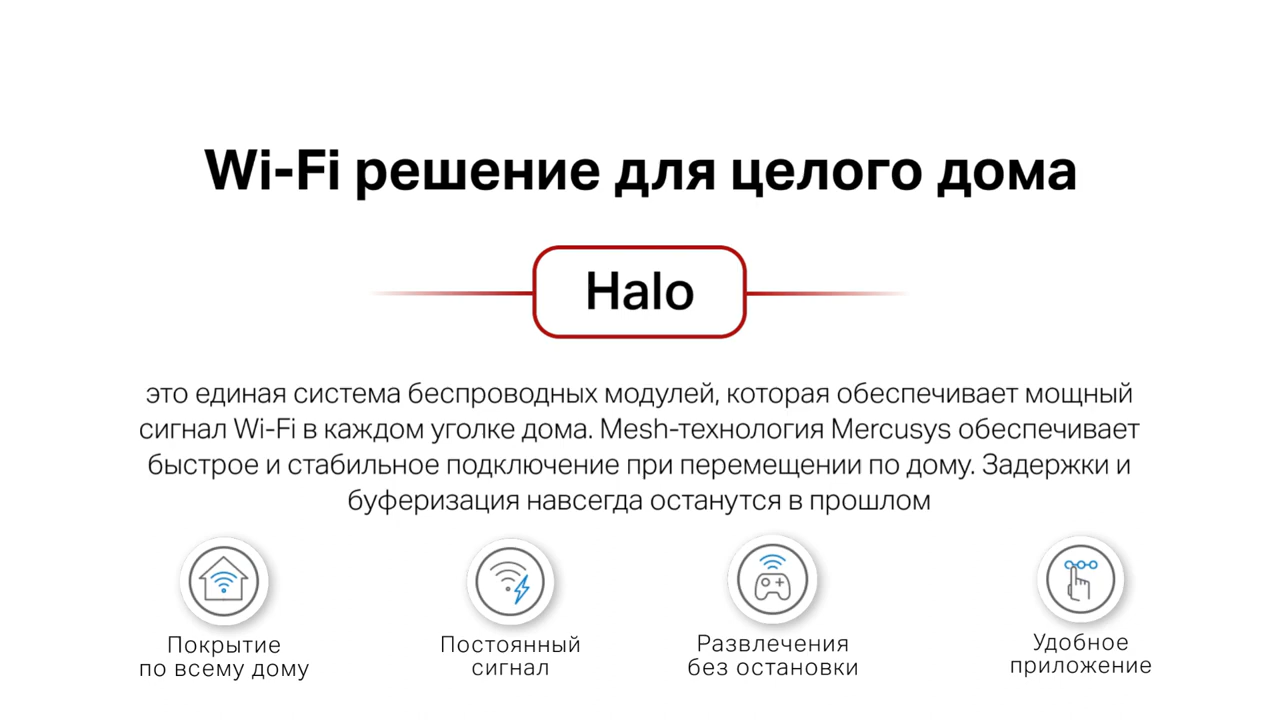 Wi-Fi решение для целого дома
Halo
это единая система беспроводных модулей, которая обеспечивает мощный
сигнал Wi-Fi в каждом уголке дома. Mesh-технология Mercusys обеспечивает
быстрое и стабильное подключение при перемещении по дому. Задержки и
буферизация навсегда останутся в прошлом
Покрытие
по всему дому
Постоянный
сигнал
Развлечения
без остановки
Удобное
приложение